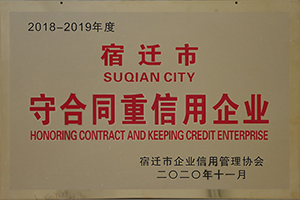 2018-2019年度
宿迁市
SUQIAN CITY
守合同重信用企业
HONORING CONTRACT AND KEEPING CREDIT ENTERPRISE
宿迁市企业信用管理协会
二〇二〇年十一月